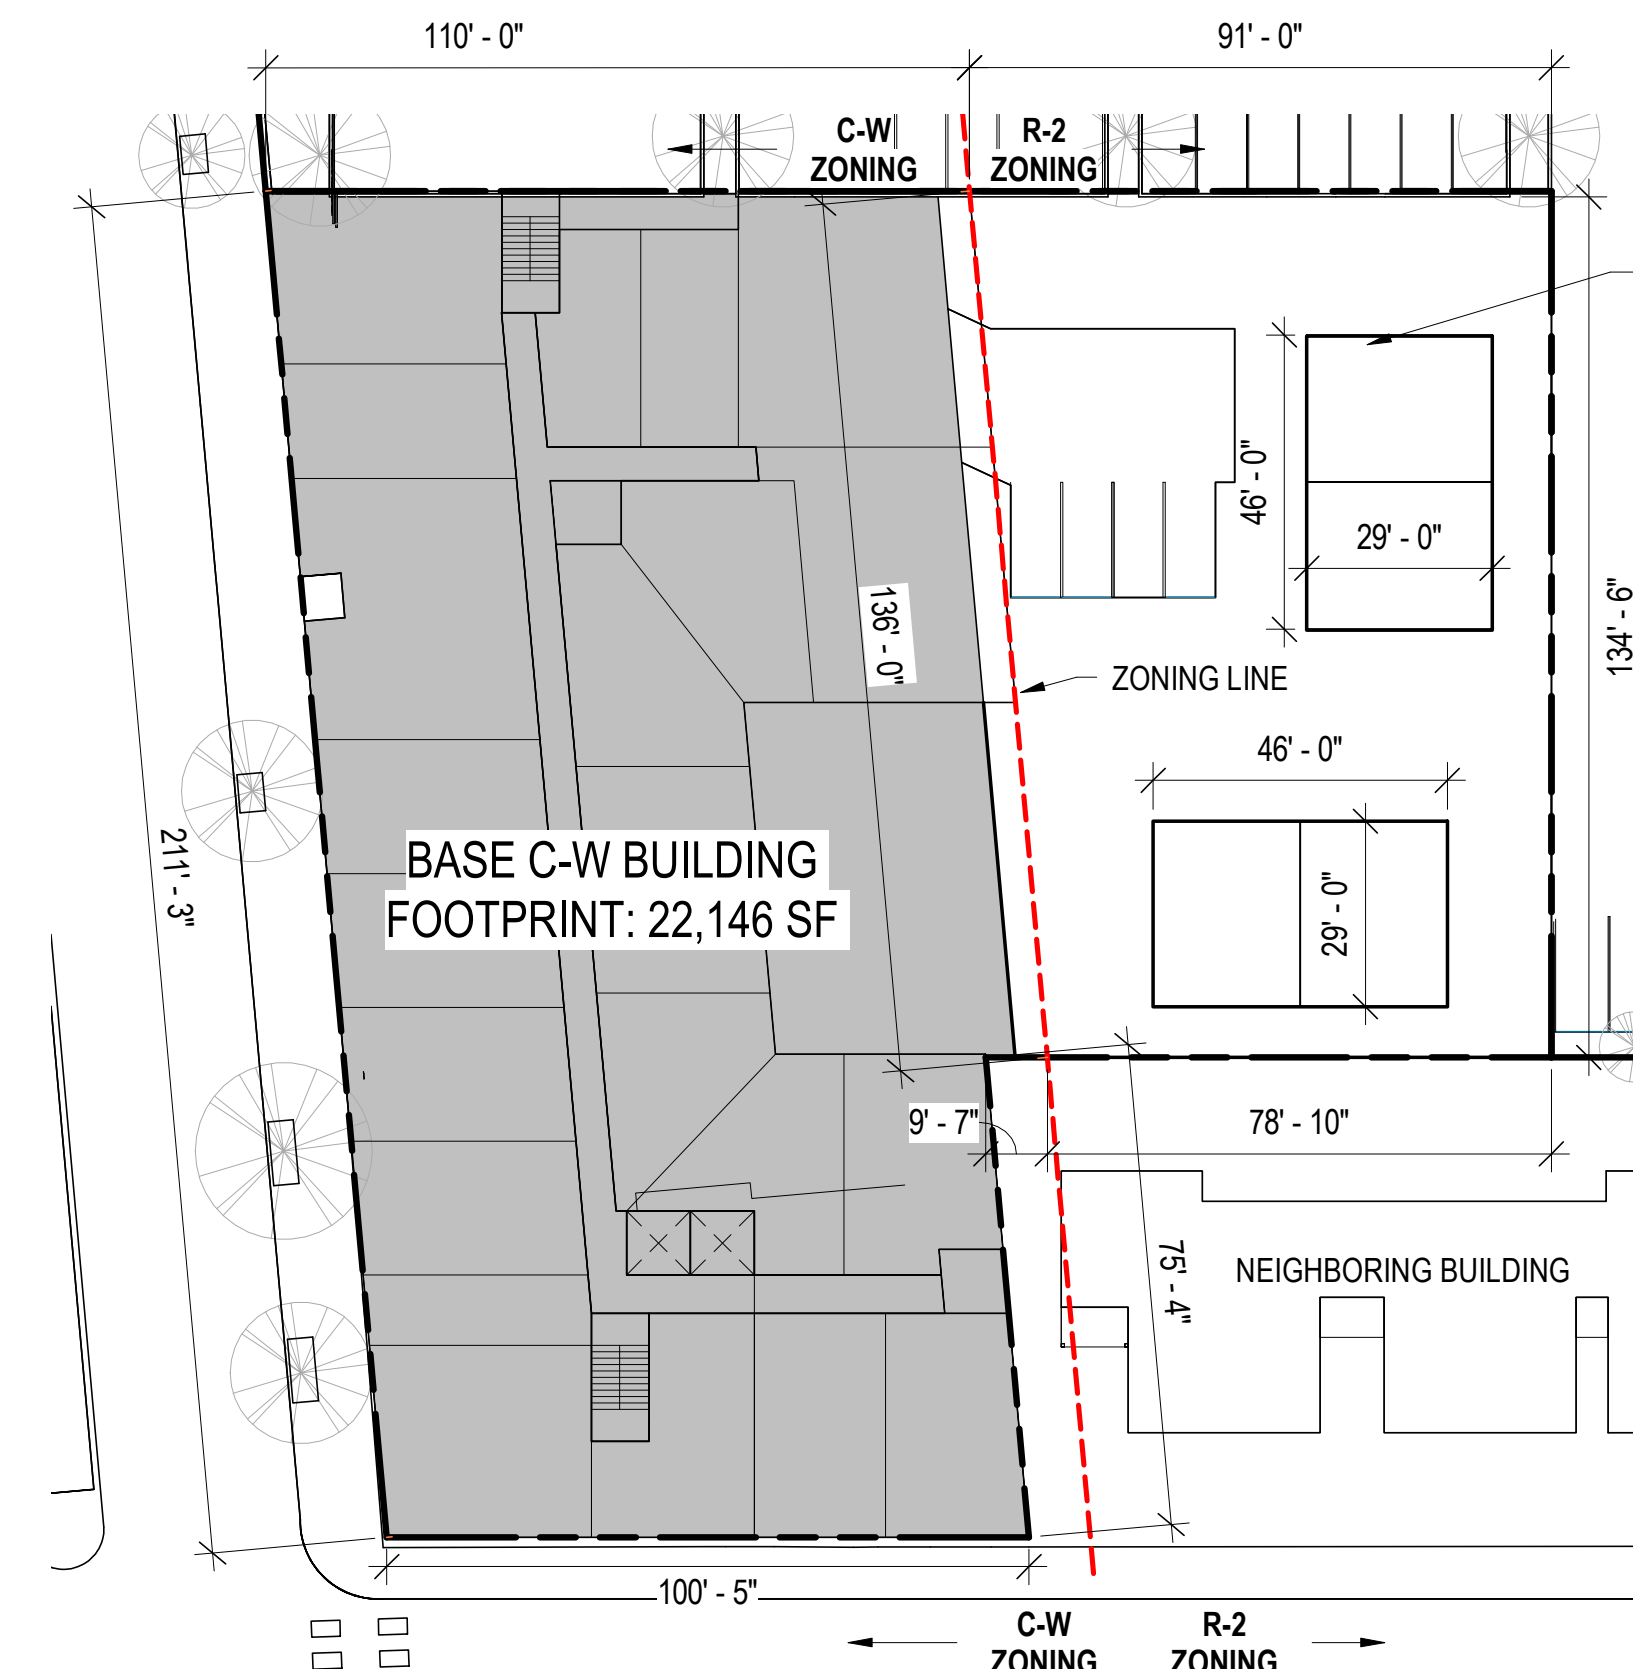 110' - 0"
91' - 0"
C-W
ZONING
R-2
ZONING
46' - 0"
29' - 0"
136' - 0"
134' - 6"
ZONING LINE
46' - 0"
211' - 3"
BASE C-W BUILDING
FOOTPRINT: 22,146 SF
29' - 0"
9' - 7"
78' - 10"
75' - 4"
NEIGHBORING BUILDING
100' - 5"
C-W
ZONING
R-2
ZONING